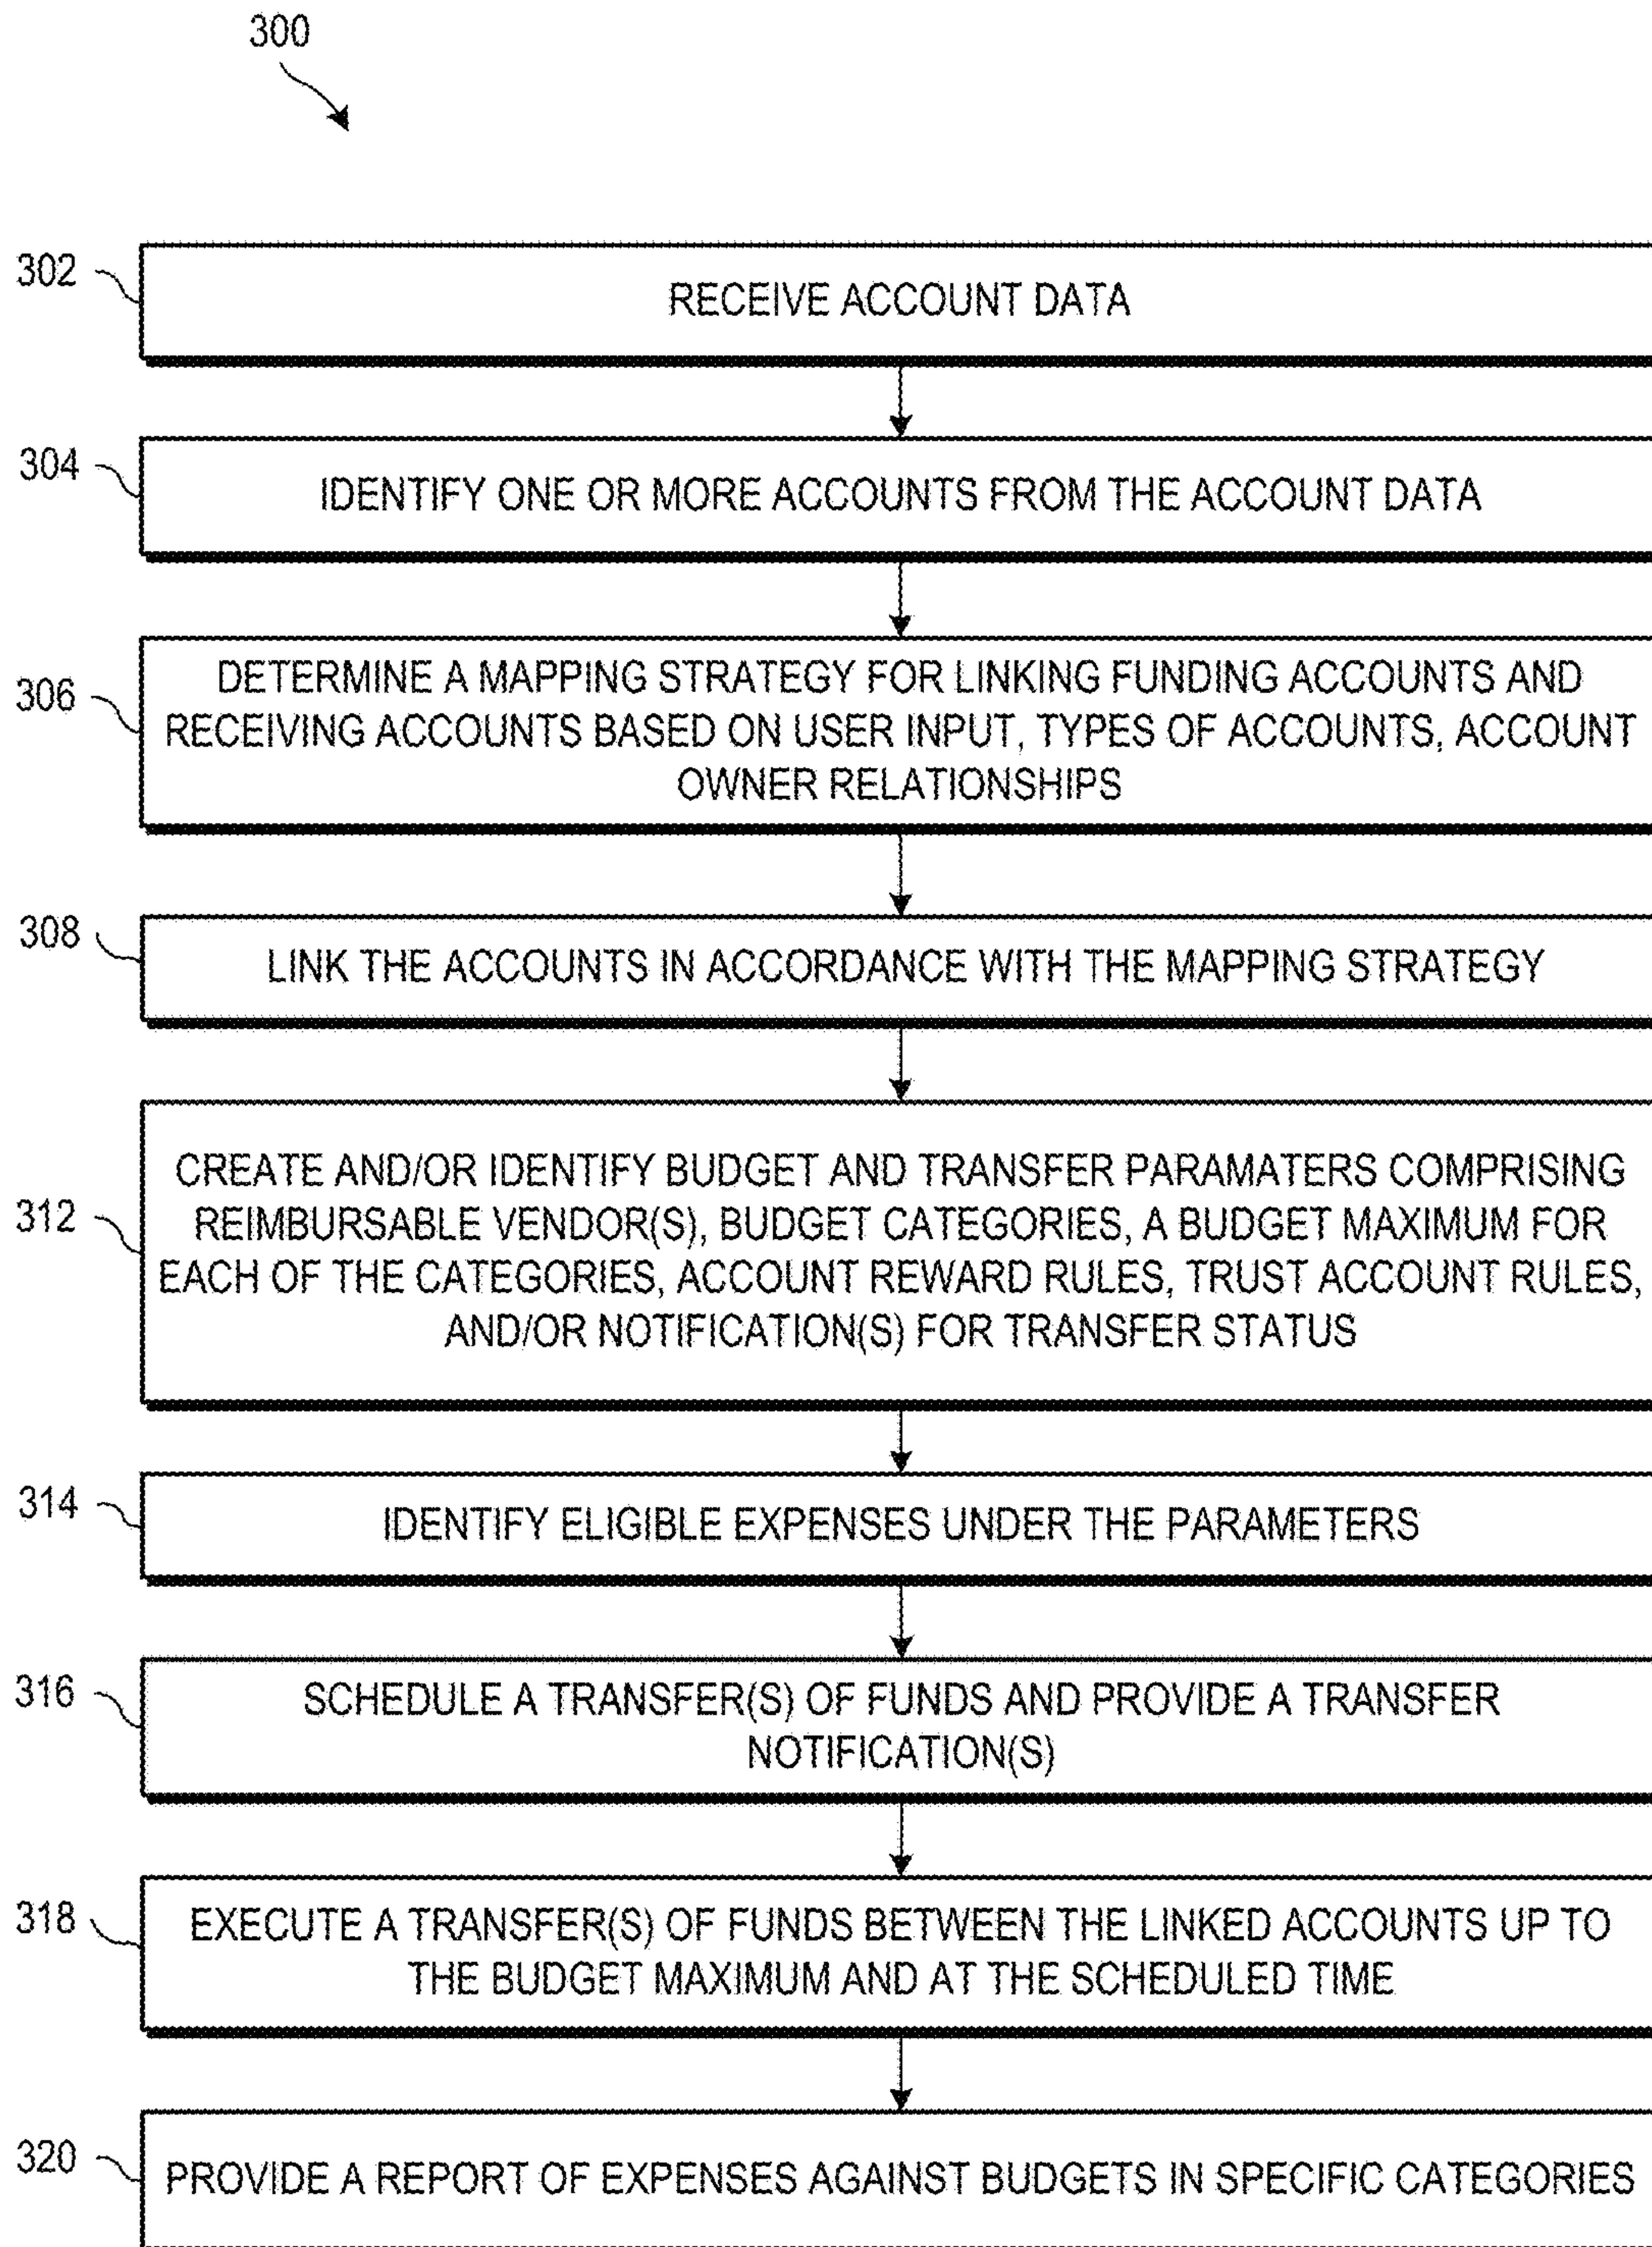 300
302
RECEIVE ACCOUNT DATA
304
IDENTIFY ONE OR MORE ACCOUNTS FROM THE ACCOUNT DATA
306
DETERMINE A MAPPING STRATEGY FOR LINKING FUNDING ACCOUNTS AND
RECEIVING ACCOUNTS BASED ON USER INPUT, TYPES OF ACCOUNTS, ACCOUNT
OWNER RELATIONSHIPS
308
LINK THE ACCOUNTS IN ACCORDANCE WITH THE MAPPING STRATEGY
312
CREATE AND/OR IDENTIFY BUDGET AND TRANSFER PARAMATERS COMPRISING
REIMBURSABLE VENDOR(S), BUDGET CATEGORIES, A BUDGET MAXIMUM FOR
EACH OF THE CATEGORIES, ACCOUNT REWARD RULES, TRUST ACCOUNT RULES,
AND/OR NOTIFICATION(S) FOR TRANSFER STATUS
314
IDENTIFY ELIGIBLE EXPENSES UNDER THE PARAMETERS
316
SCHEDULE A TRANSFER(S) OF FUNDS AND PROVIDE A TRANSFER
NOTIFICATION(S)
318
EXECUTE A TRANSFER(S) OF FUNDS BETWEEN THE LINKED ACCOUNTS UP TO
THE BUDGET MAXIMUM AND AT THE SCHEDULED TIME
320
PROVIDE A REPORT OF EXPENSES AGAINST BUDGETS IN SPECIFIC CATEGORIES